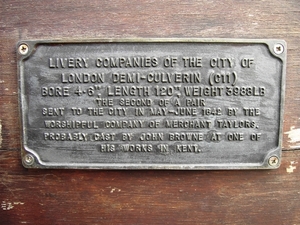 LIVERY COMPANIES OF THE CITY OF
LONDON DEMI-CULVERIN (C11)
BORE 4·6" LENGTH 120" WEIGHT 3988LB
THE SECOND OF A PAIR
SENT TO THE CITY IN MAY-JUNE 1642 BY THE
WORSHIPFUL COMPANY OF MERCHANT TAYLORS,
PROBABLY CAST BY JOHN BROWNE AT ONE OF
HIS WORKS IN KENT.